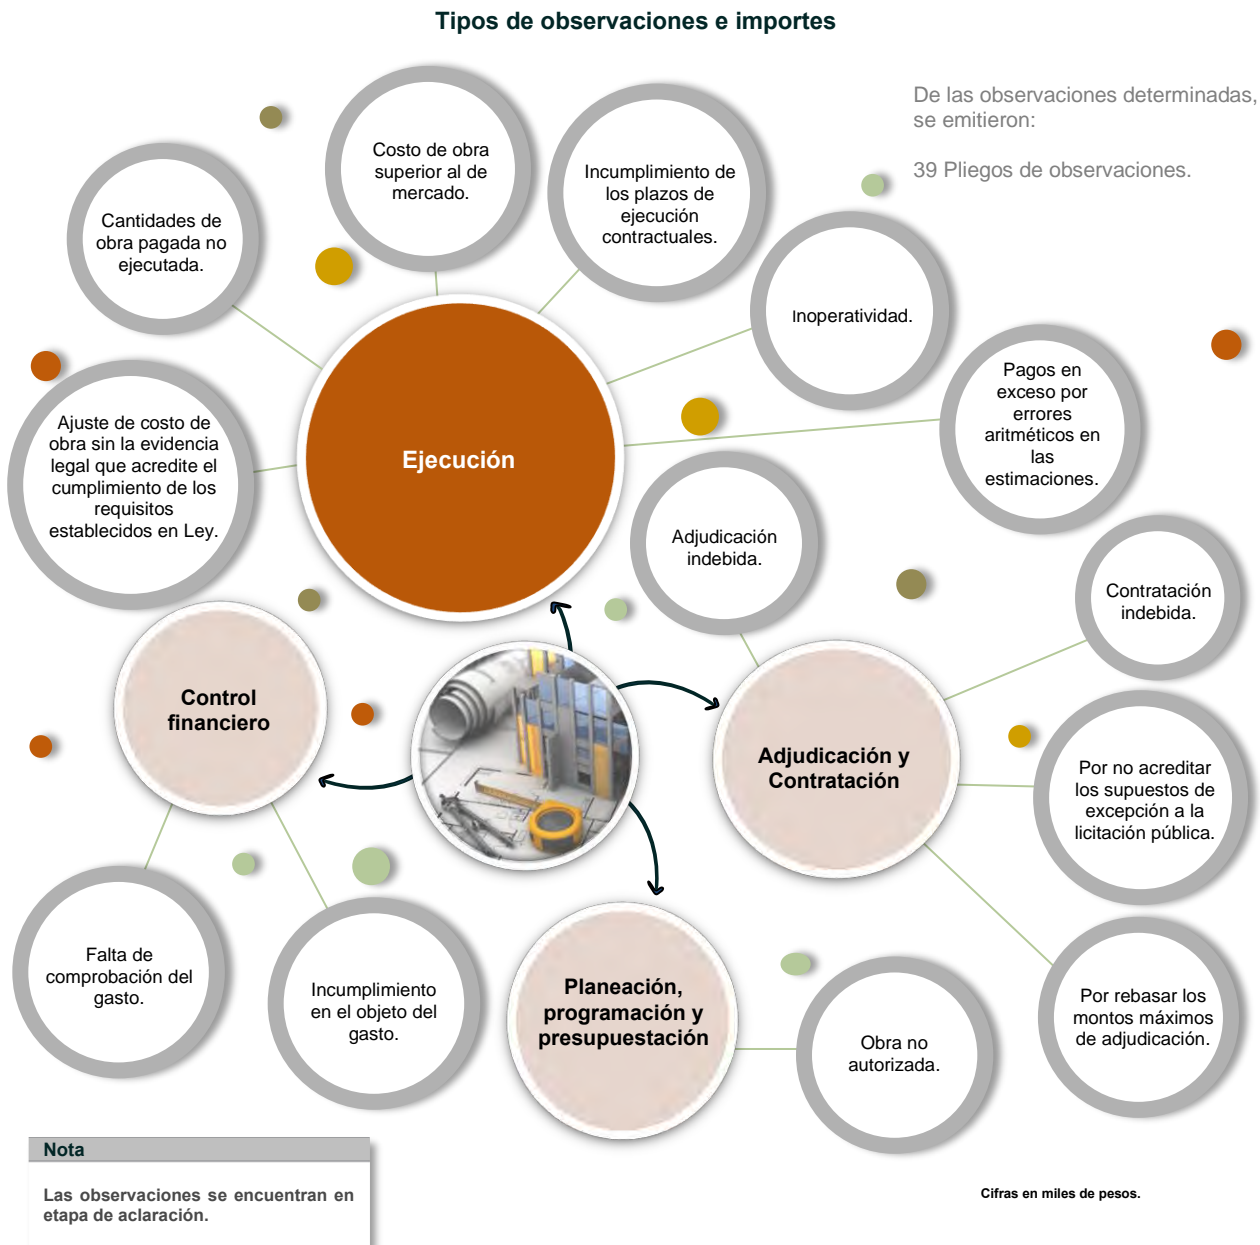 Tipos de observaciones e importes
De las observaciones determinadas,
se emitieron:
39 Pliegos de observaciones.
Costo de obra
superior al de
mercado.
Incumplimiento de
los plazos de
ejecución
contractuales.
Cantidades de
obra pagada no
ejecutada.
Inoperatividad.
Pagos en
exceso por
errores
aritméticos en
las
estimaciones.
Ajuste de costo de
obra sin la evidencia
legal que acredite el
cumplimiento de los
requisitos
establecidos en Ley.
Ejecución
Adjudicación
indebida.
Contratación
indebida.
Control
financiero
Adjudicación y
Contratación
Por no acreditar
los supuestos de
excepción a la
licitación pública.
Falta de
comprobación del
gasto.
Incumplimiento
en el objeto del
gasto.
Planeación,
programación y
presupuestación
Obra no
autorizada.
Por rebasar los
montos máximos
de adjudicación.
Nota
Las observaciones se encuentran en
etapa de aclaración.
Cifras en miles de pesos.